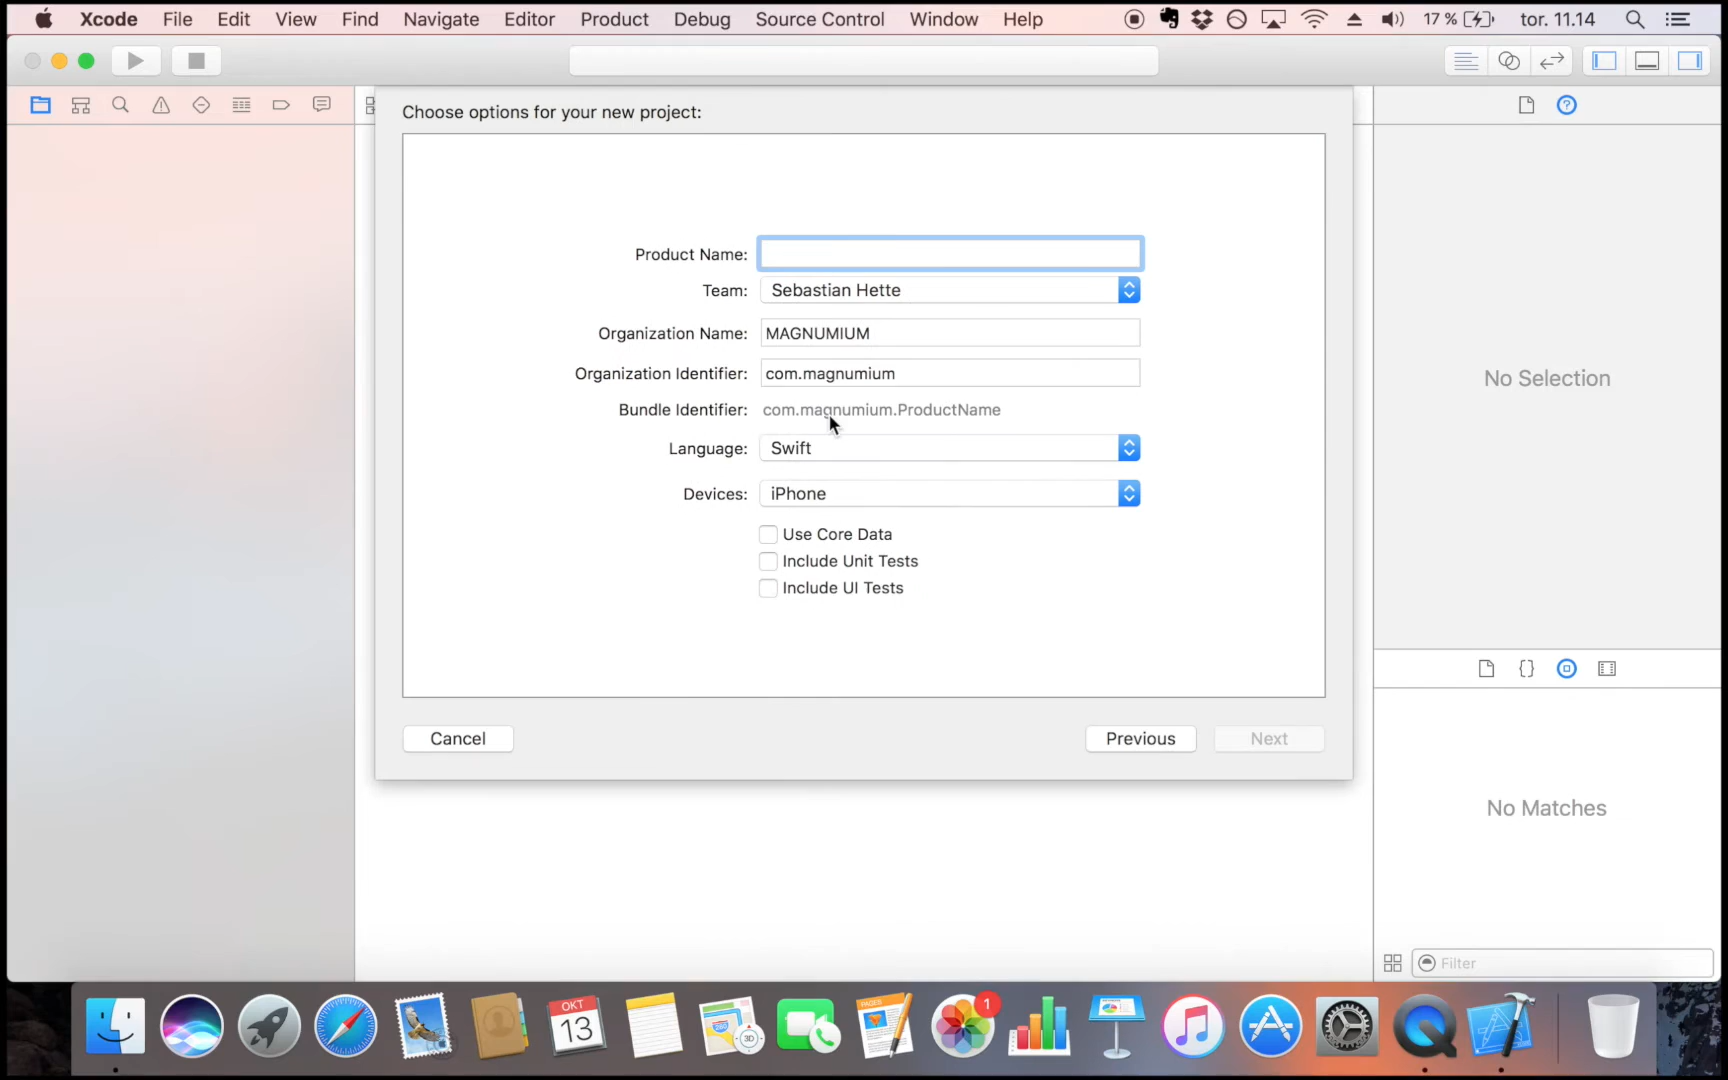 Xcode File Edit View Find Navigate Editor Product Debug Source Control Window Help 17 % tor. 11.14
Choose options for your new project:
Product Name:
Team: Sebastian Hette
Organization Name: MAGNUMIUM
Organization Identifier: com.magnumium
Bundle Identifier: com.magnumium.ProductName
Language: Swift
Devices: iPhone
Use Core Data
Include Unit Tests
Include UI Tests
Cancel Previous Next
No Selection
No Matches
Filter
OKT
13
PAGES
1
3D